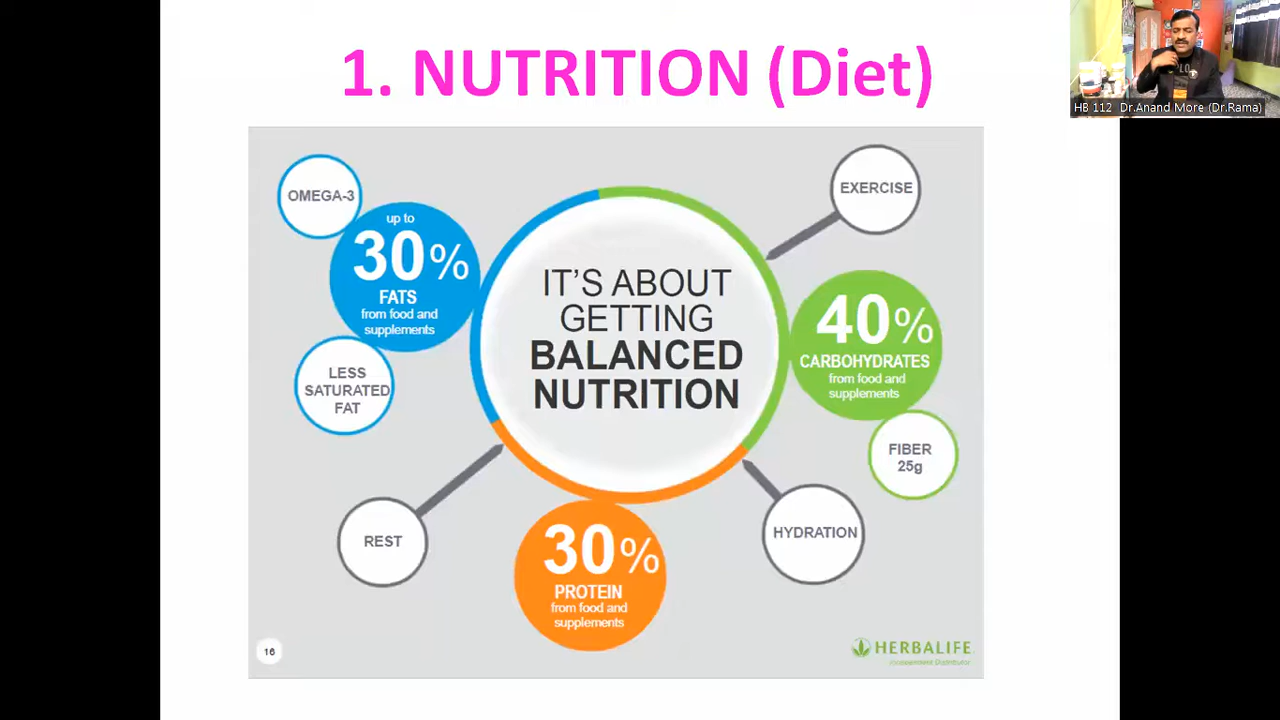 1. NUTRITION (Diet)
HB 112 Dr.Anand More (Dr.Rama)
OMEGA-3
up to
30%
FATS
from food and
supplements
LESS
SATURATED
FAT
IT'S ABOUT
GETTING
BALANCED
NUTRITION
EXERCISE
40%
CARBOHYDRATES
from food and
supplements
FIBER
25g
REST
30%
PROTEIN
from food and
supplements
HYDRATION
16
HERBALIFE
Independent Distributor